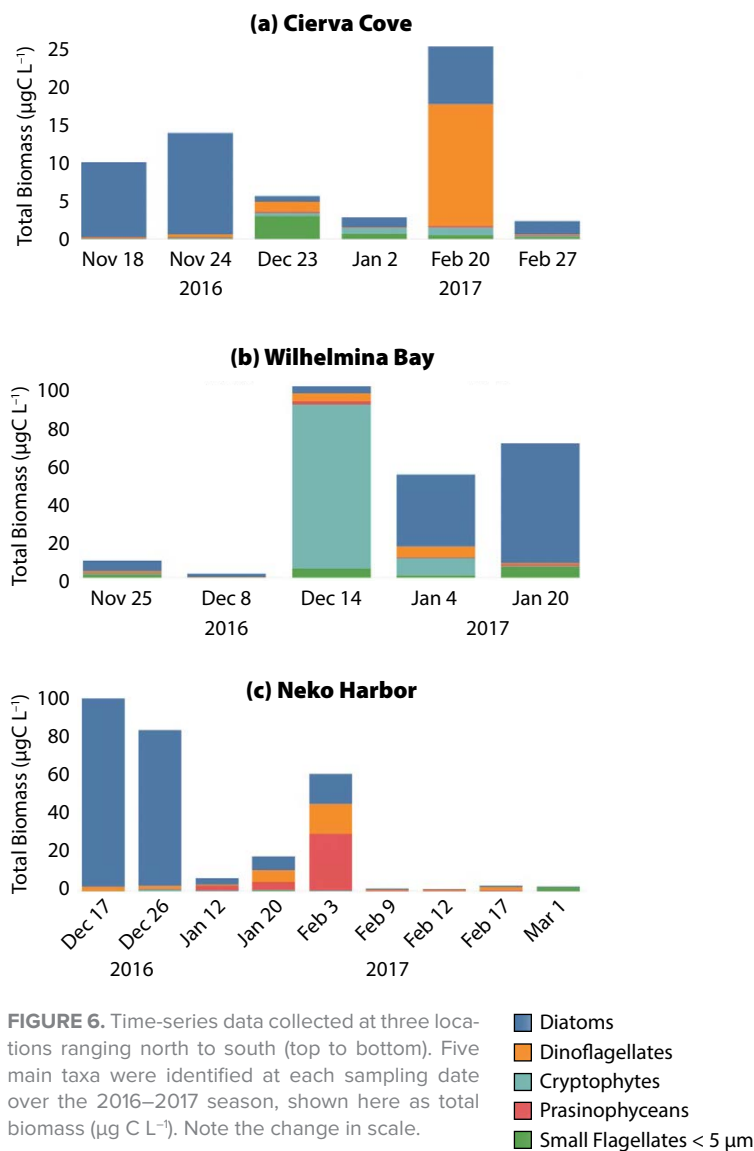 (a) Cierva Cove
Total Biomass (µgC L⁻¹)
25
20
15
10
5
0
Nov 18 Nov 24 Dec 23 Jan 2 Feb 20 Feb 27
2016 2017
(b) Wilhelmina Bay
Total Biomass (µgC L⁻¹)
100
80
60
40
20
0
Nov 25 Dec 8 Dec 14 Jan 4 Jan 20
2016 2017
(c) Neko Harbor
Total Biomass (µgC L⁻¹)
100
80
60
40
20
0
Dec 17 Dec 26 Jan 12 Jan 20 Feb 3 Feb 9 Feb 12 Feb 17 Mar 1
2016 2017
FIGURE 6. Time-series data collected at three loca-
tions ranging north to south (top to bottom). Five
main taxa were identified at each sampling date
over the 2016–2017 season, shown here as total
biomass (µg C L⁻¹). Note the change in scale.
Diatoms
Dinoflagellates
Cryptophytes
Prasinophyceans
Small Flagellates < 5 µm